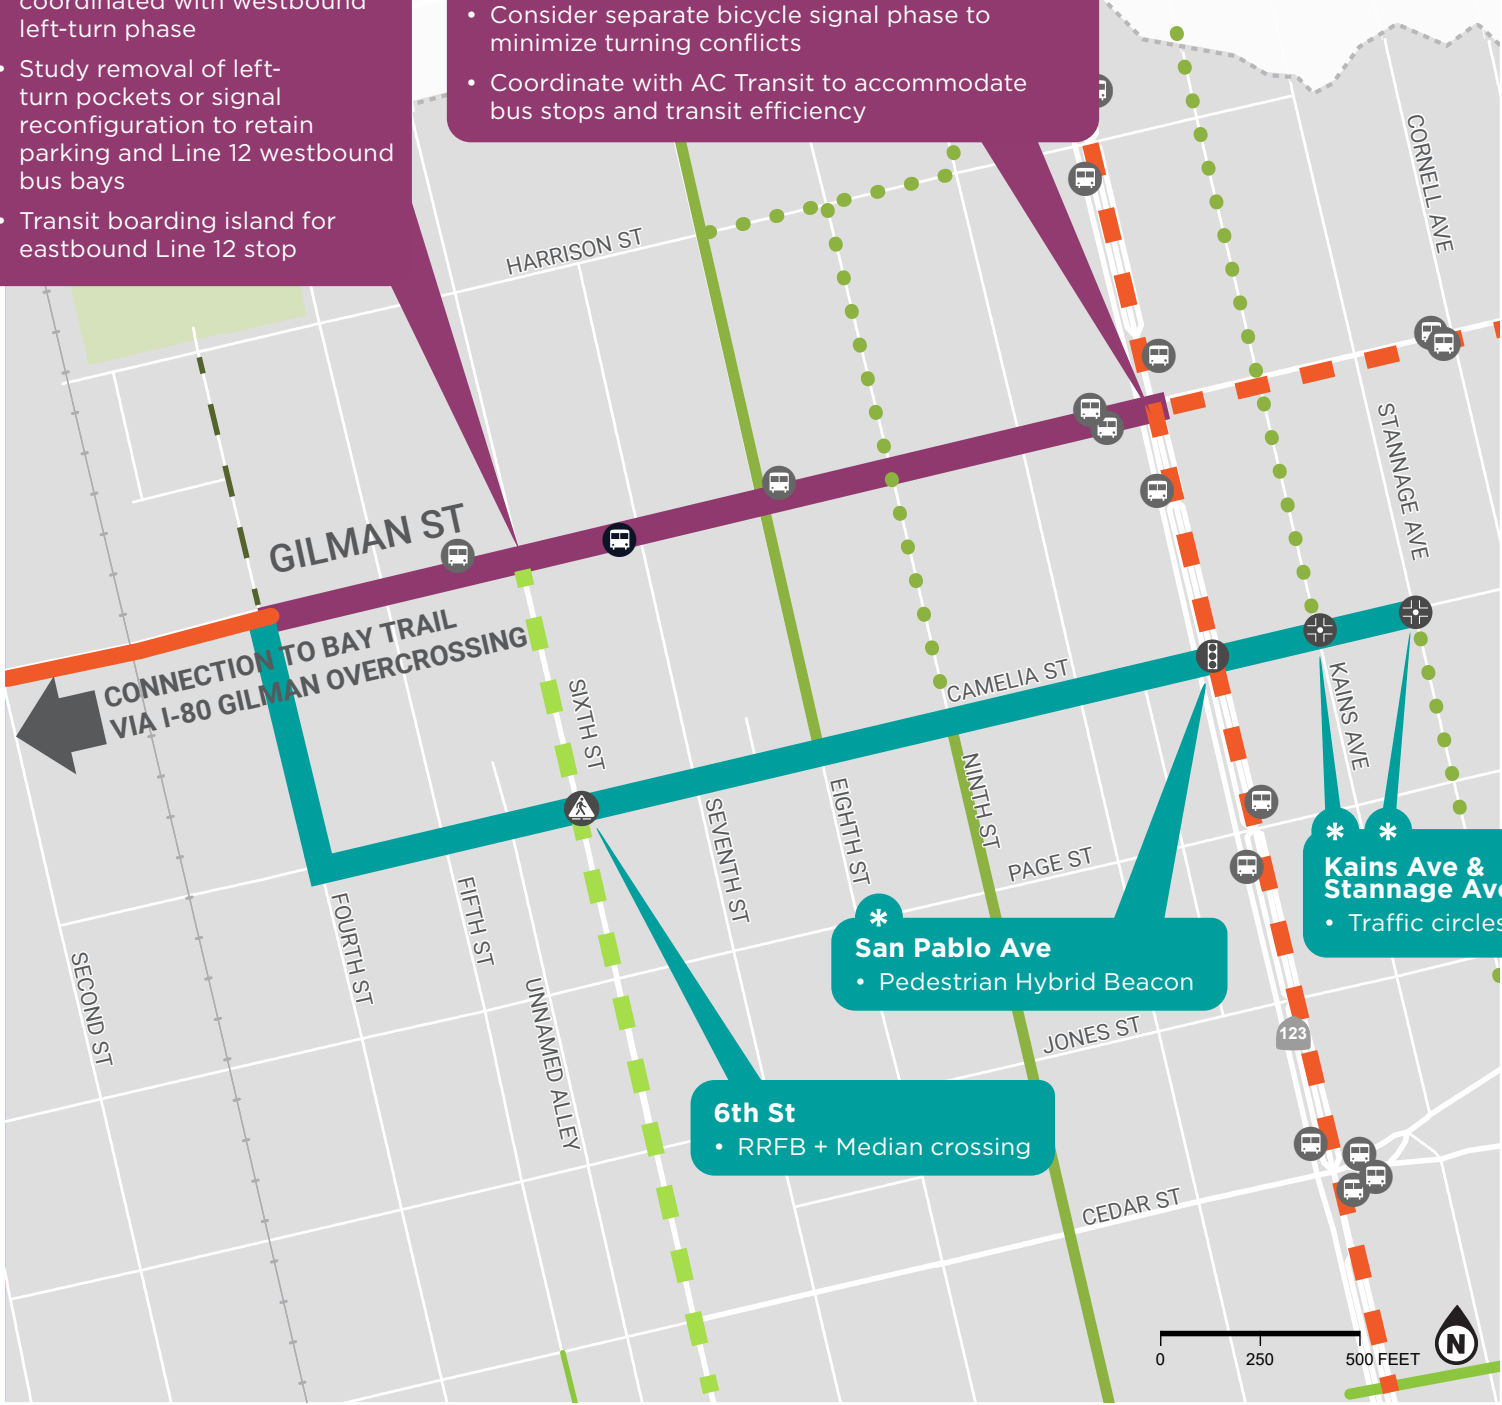 coordinated with westbound
left-turn phase
• Study removal of left-
turn pockets or signal
reconfiguration to retain
parking and Line 12 westbound
bus bays
• Transit boarding island for
eastbound Line 12 stop
• Consider separate bicycle signal phase to
minimize turning conflicts
• Coordinate with AC Transit to accommodate
bus stops and transit efficiency
CORNELL AVE
HARRISON ST
STANNAGE AVE
GILMAN ST
CONNECTION TO BAY TRAIL
VIA I-80 GILMAN OVERCROSSING
SIXTH ST
CAMELIA ST
KAINS AVE
NINTH ST
EIGHTH ST
SEVENTH ST
PAGE ST
FIFTH ST
FOURTH ST
SECOND ST
UNNAMED ALLEY
* *
Kains Ave &
Stannage Ave
• Traffic circles
*
San Pablo Ave
• Pedestrian Hybrid Beacon
JONES ST
123
6th St
• RRFB + Median crossing
CEDAR ST
0 250 500 FEET
N